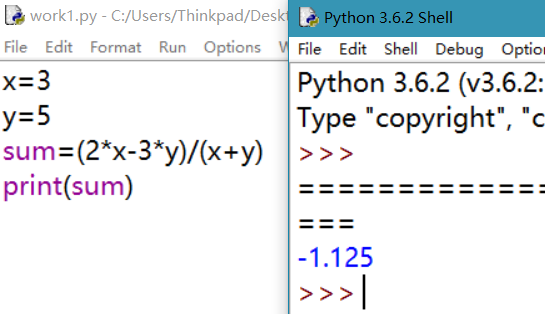 work1.py - C:/Users/Thinkpad/Deskt
File Edit Format Run Options W
x=3
y=5
sum=(2*x-3*y)/(x+y)
print(sum)
Python 3.6.2 Shell
File Edit Shell Debug Option
Python 3.6.2 (v3.6.2:
Type "copyright", "c
>>>
=============
===
-1.125
>>>